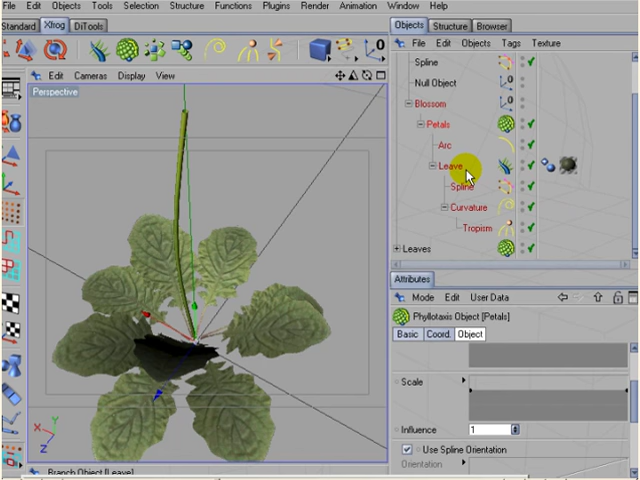 File Edit Objects Tools Selection Structure Functions Plugins Render Animation Window Help
Standard Xfrog DiTools
Objects Structure Browser
File Edit Objects Tags Texture
Edit Cameras Display View
Perspective
Spline
Null Object
Blossom
Petals
Arc
Leave
Spline
Curvature
Tropism
Leaves
Attributes
Mode Edit User Data
Phyllotaxis Object [Petals]
Basic Coord. Object
Scale
Influence 1
Use Spline Orientation
Orientation
X Y Z
Branch Object [Leave]